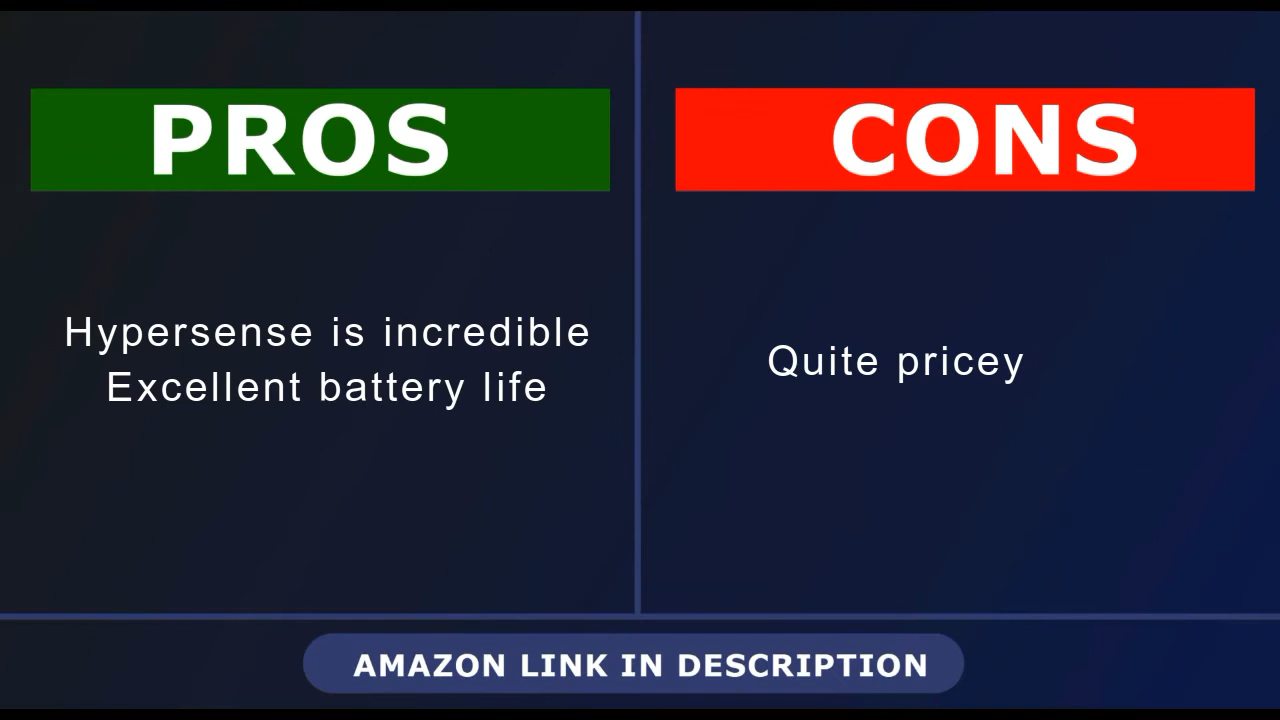 PROS
Hypersense is incredible
Excellent battery life
CONS
Quite pricey
AMAZON LINK IN DESCRIPTION